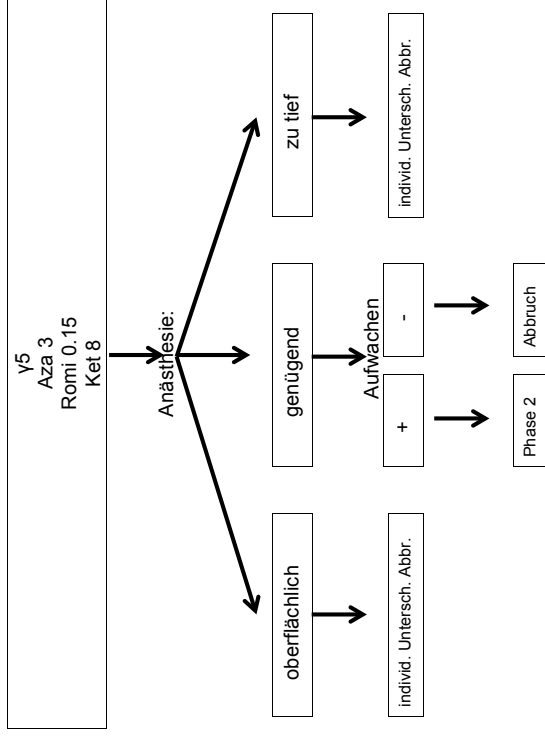 γ5
Aza 3
Romi 0.15
Ket 8
Anästhesie:
oberflächlich
genügend
zu tief
individ. Untersch. Abbr.
Aufwachen
+
-
individ. Untersch. Abbr.
Phase 2
Abbruch